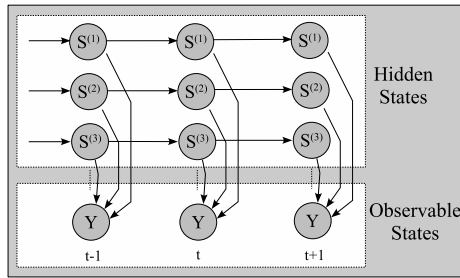 S(1) S(1) S(1)
Hidden
States
S(2) S(2) S(2)
S(3) S(3) S(3)
Y Y Y
Observable
States
t-1 t t+1